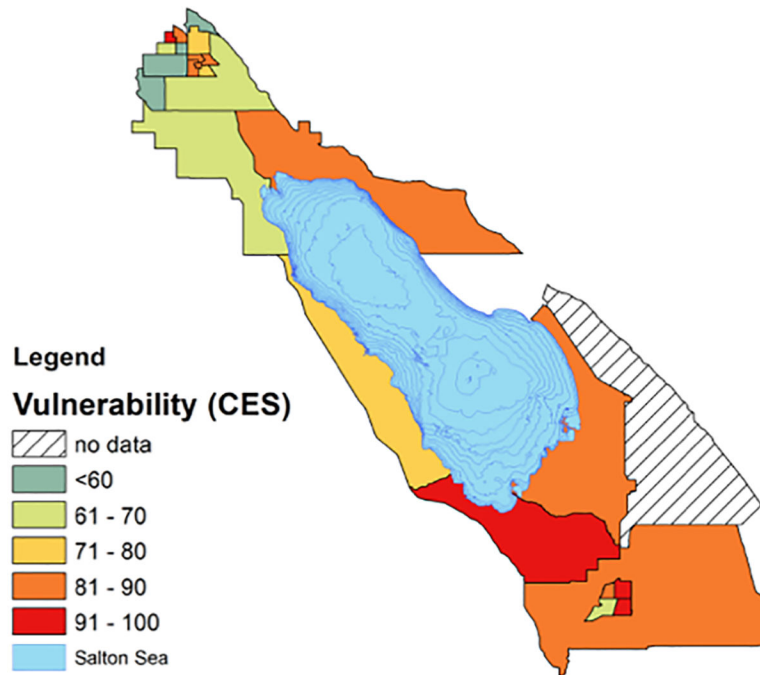 Legend
Vulnerability (CES)
no data
<60
61 - 70
71 - 80
81 - 90
91 - 100
Salton Sea